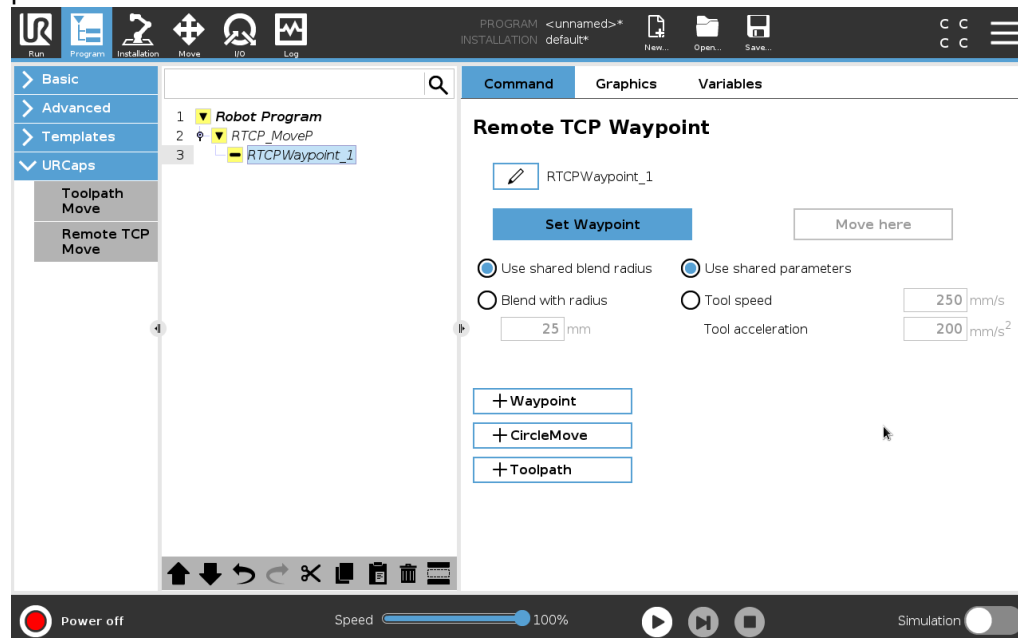 PROGRAM <unnamed>*
INSTALLATION default*
C C
C C
Run Program Installation Move I/O Log New... Open... Save...
Basic
Advanced
Templates
URCaps
Toolpath
Move
Remote TCP
Move
1 Robot Program
2 RTCP_MoveP
3 RTCPWaypoint_1
Command Graphics Variables
Remote TCP Waypoint
RTCPWaypoint_1
Set Waypoint Move here
Use shared blend radius Use shared parameters
Blend with radius Tool speed 250 mm/s
25 mm Tool acceleration 200 mm/s²
+Waypoint
+CircleMove
+Toolpath
Power off Speed 100% Simulation